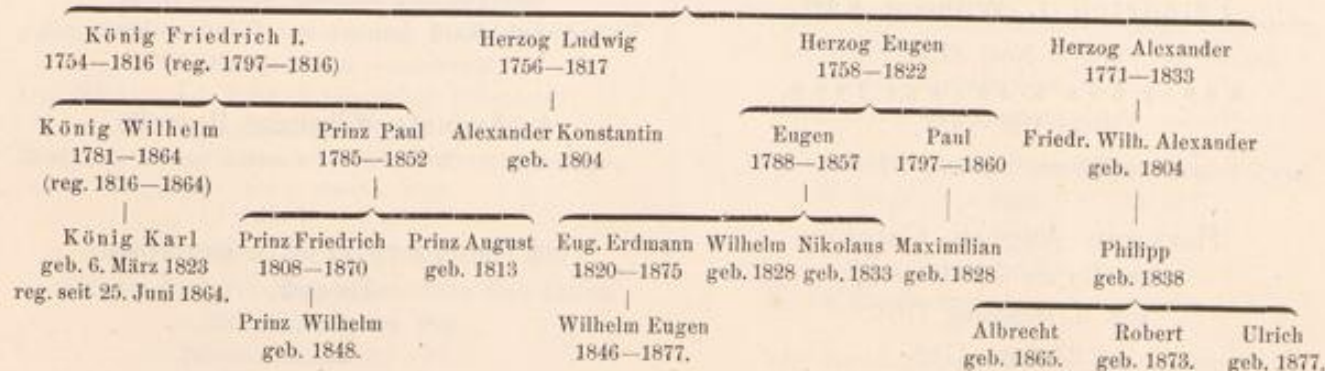 König Friedrich I. Herzog Ludwig Herzog Eugen Herzog Alexander
1754—1816 (reg. 1797—1816) 1756—1817 1758—1822 1771—1833
König Wilhelm Prinz Paul Alexander Konstantin Eugen Paul Friedr. Wilh. Alexander
1781—1864 1785—1852 geb. 1804 1788—1857 1797—1860 geb. 1804
(reg. 1816—1864)
König Karl Prinz Friedrich Prinz August Eug. Erdmann Wilhelm Nikolaus Maximilian Philipp
geb. 6. März 1823 1808—1870 geb. 1813 1820—1875 geb. 1828 geb. 1833 geb. 1828 geb. 1838
reg. seit 25. Juni 1864.
Prinz Wilhelm Wilhelm Eugen Albrecht Robert Ulrich
geb. 1848. 1846—1877. geb. 1865. geb. 1873. geb. 1877.